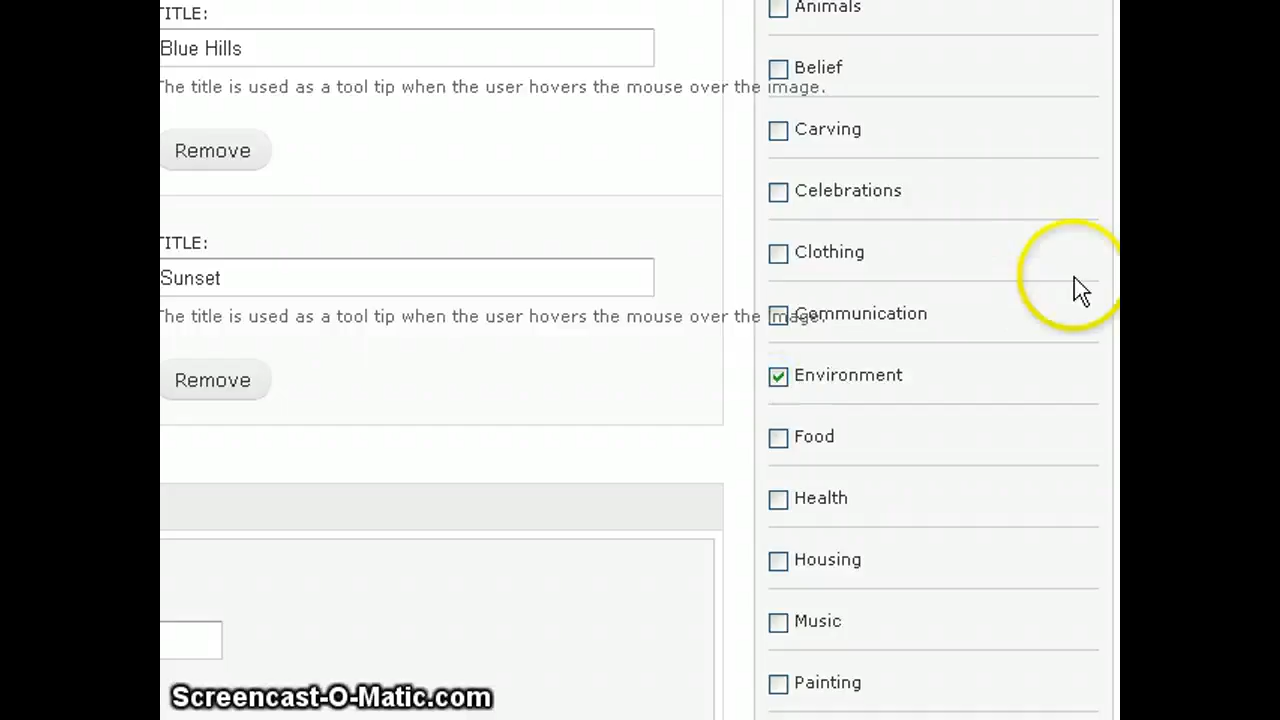 TITLE:
Blue Hills
The title is used as a tool tip when the user hovers the mouse over the image.
Remove
TITLE:
Sunset
The title is used as a tool tip when the user hovers the mouse over the image.
Remove
Animals
Belief
Carving
Celebrations
Clothing
Communication
Environment
Food
Health
Housing
Music
Painting
Screencast-O-Matic.com